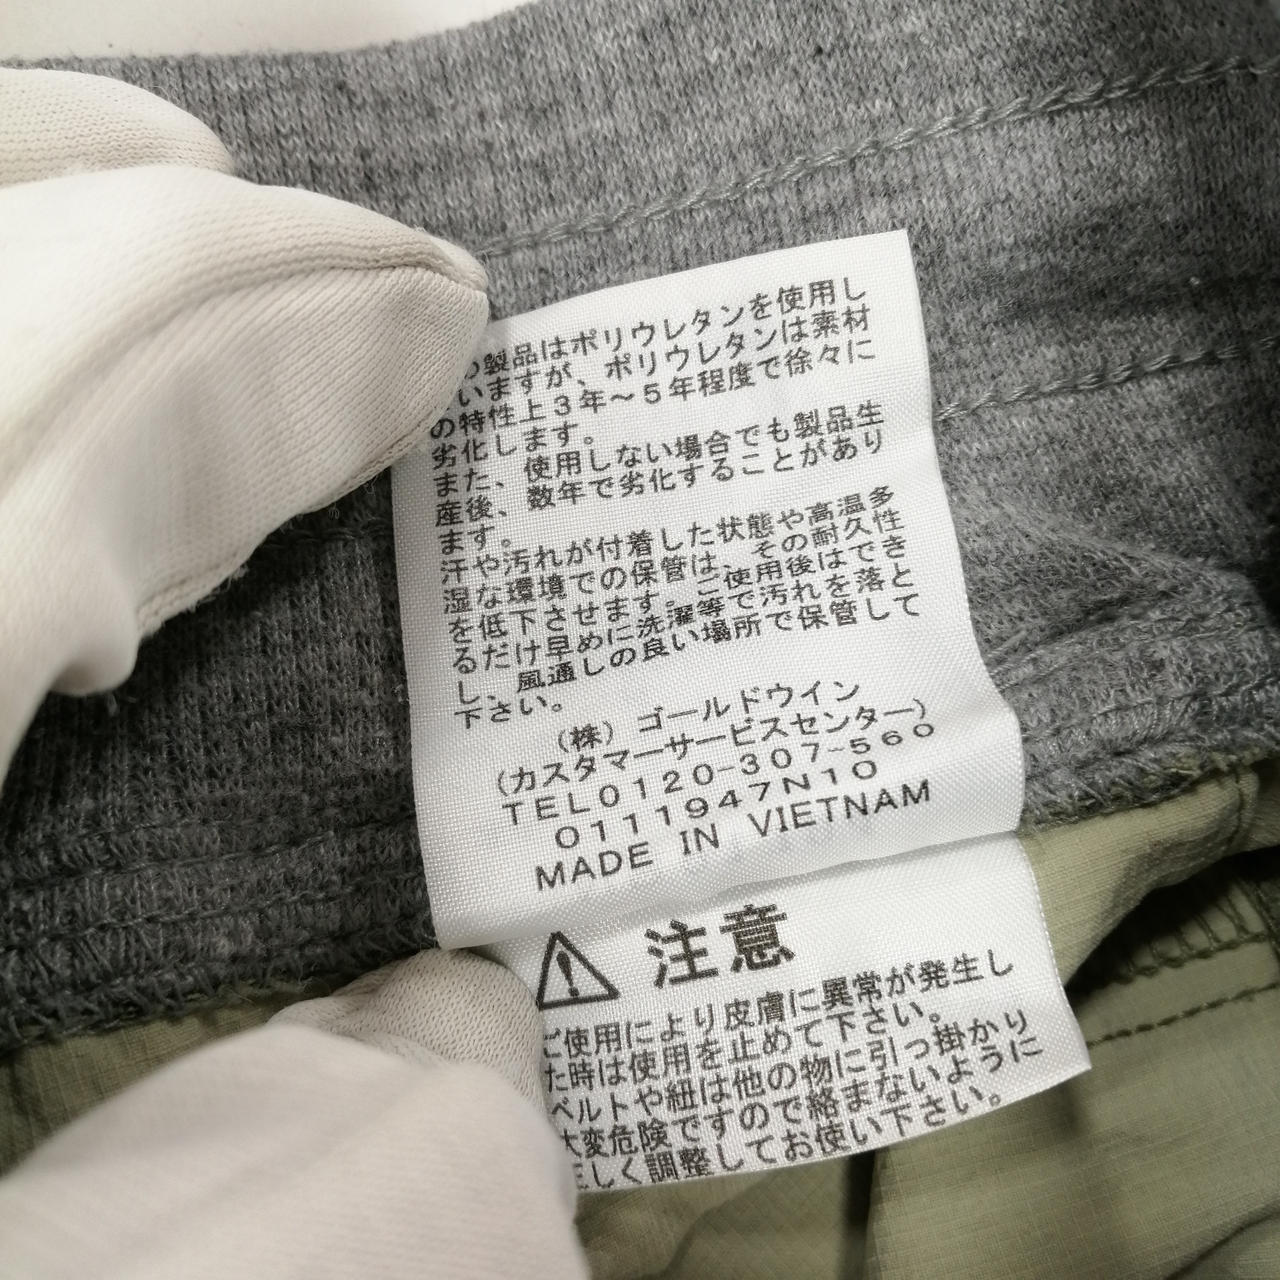 製品はポリウレタンを使用し
いますが、ポリウレタンは素材
の特性上3年～5年程度で徐々に
劣化します。
また、使用しない場合でも製品生
産後、数年で劣化することがあり
ます。
汗や汚れが付着した状態や高温多
湿な環境での保管は、その耐久性
を低下させます。ご使用後はでき
るだけ早めに洗濯等で汚れを落と
し、風通しの良い場所で保管して
下さい。
(株) ゴールドウイン
(カスタマーサービスセンター)
TEL0120-307-560
0111947N10
MADE IN VIETNAM
注意
ご使用により皮膚に異常が発生し
た時は使用を止めて下さい。
ベルトや紐は他の物に引っ掛かり
大変危険ですので絡まないように
正しく調整してお使い下さい。